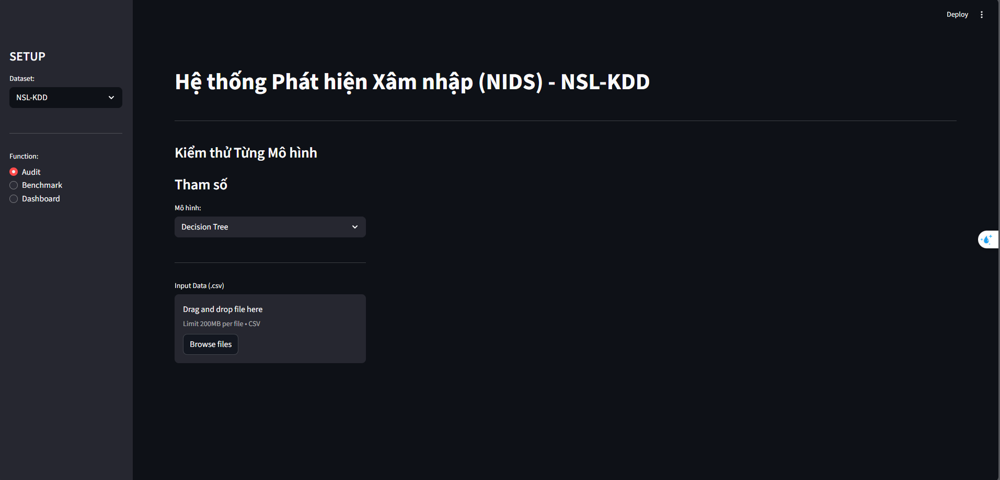 Deploy
SETUP
Dataset:
NSL-KDD
Function:
Audit
Benchmark
Dashboard
Hệ thống Phát hiện Xâm nhập (NIDS) - NSL-KDD
Kiểm thử Từng Mô hình
Tham số
Mô hình:
Decision Tree
Input Data (.csv)
Drag and drop file here
Limit 200MB per file • CSV
Browse files